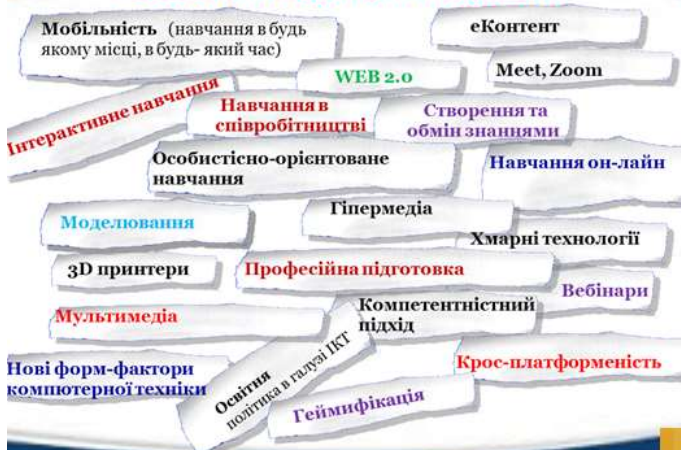 Мобільність (навчання в будь
якому місці, в будь- який час)
еКонтент
WEB 2.0
Meet, Zoom
Інтерактивне навчання
Навчання в
співробітництві
Створення та
обмін знаннями
Особистісно-орієнтоване
навчання
Навчання он-лайн
Гіпермедіа
Моделювання
Хмарні технології
3D принтери
Професійна підготовка
Вебінари
Мультимедіа
Компетентністний
підхід
Нові форм-фактори
компютерної техніки
Освітня
політика в галузі ІКТ
Крос-платформеність
Геймифікація